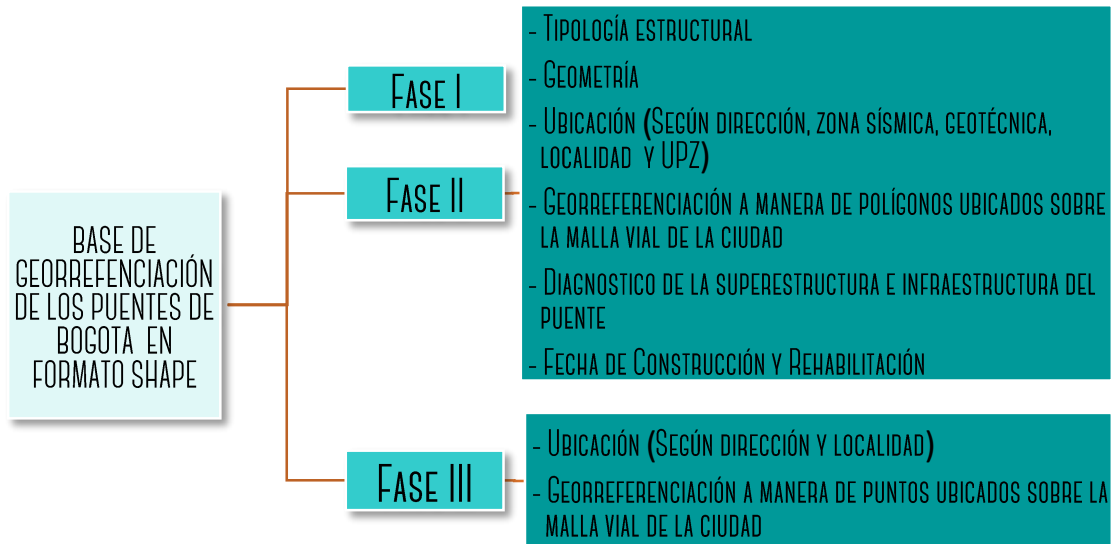 BASE DE
GEORREFENCIACIÓN
DE LOS PUENTES DE
BOGOTA EN
FORMATO SHAPE
FASE I
FASE II
- TIPOLOGÍA ESTRUCTURAL
- GEOMETRÍA
- UBICACIÓN (SEGÚN DIRECCIÓN, ZONA SÍSMICA, GEOTÉCNICA,
LOCALIDAD Y UPZ)
- GEORREFERENCIACIÓN A MANERA DE POLÍGONOS UBICADOS SOBRE
LA MALLA VIAL DE LA CIUDAD
- DIAGNOSTICO DE LA SUPERESTRUCTURA E INFRAESTRUCTURA DEL
PUENTE
- FECHA DE CONSTRUCCIÓN Y REHABILITACIÓN
FASE III
- UBICACIÓN (SEGÚN DIRECCIÓN Y LOCALIDAD)
- GEORREFERENCIACIÓN A MANERA DE PUNTOS UBICADOS SOBRE LA
MALLA VIAL DE LA CIUDAD